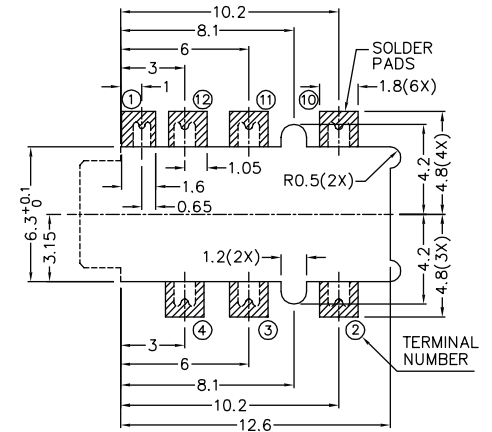 10.2
8.1
6
3
1
SOLDER
PADS
1.8(6X)
① ⑫ ⑪ ⑩
1.05
1.6
0.65
R0.5(2X)
4.2
4.8(4X)
6.3+0.1 0
3.15
1.2(2X)
4.2
4.8(3X)
④ ③ ②
TERMINAL
NUMBER
3
6
8.1
10.2
12.6